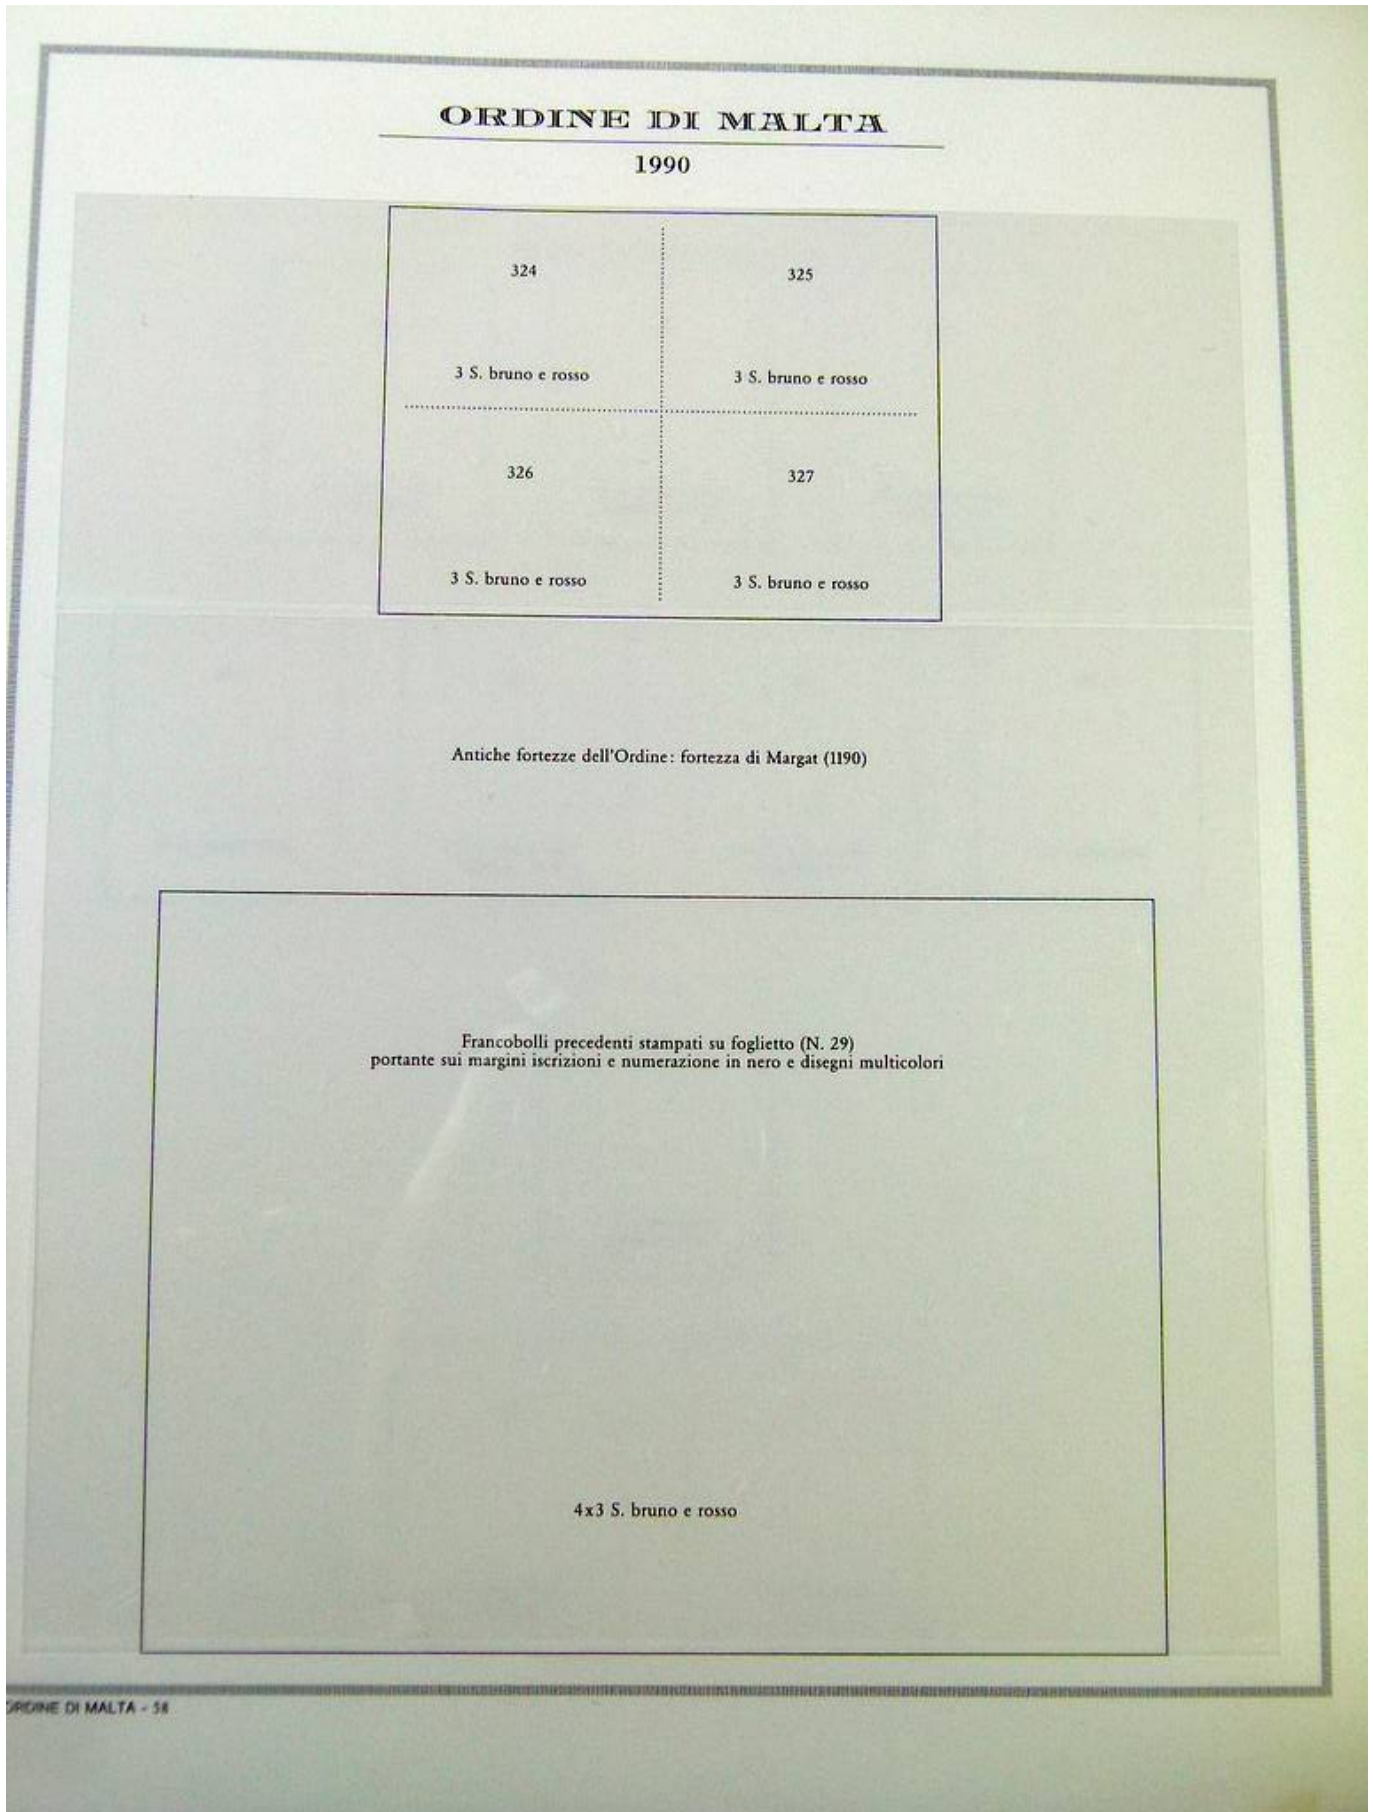 ORDINE DI MALTA
1990
324
325
3 S. bruno e rosso
3 S. bruno e rosso
326
327
3 S. bruno e rosso
3 S. bruno e rosso
Antiche fortezze dell'Ordine: fortezza di Margat (1190)
Francobolli precedenti stampati su foglietto (N. 29)
portante sui margini iscrizioni e numerazione in nero e disegni multicolori
4x3 S. bruno e rosso
ORDINE DI MALTA - 58